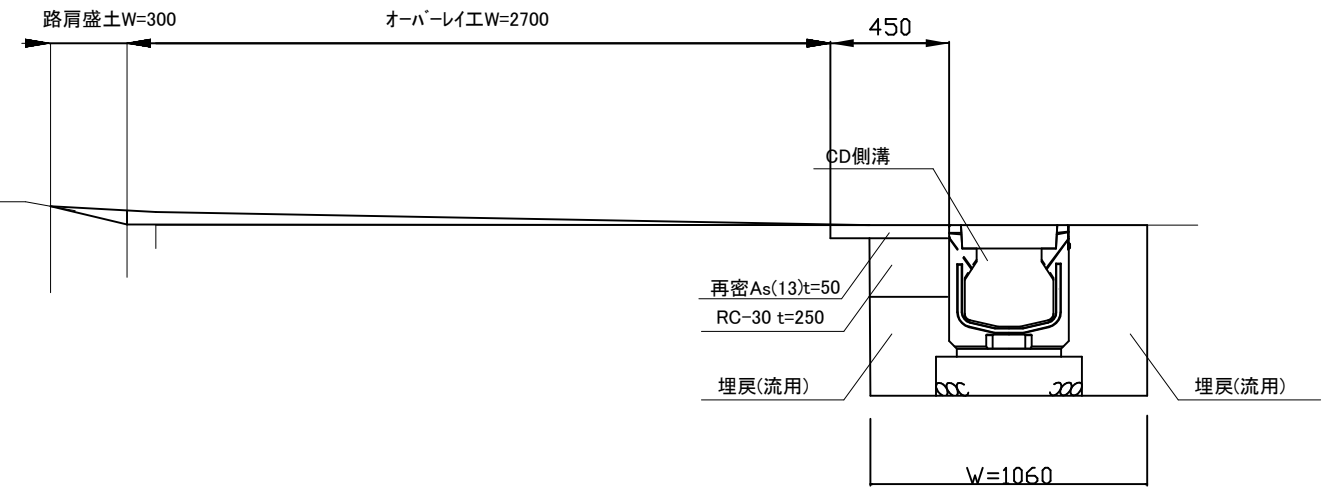 路肩盛土W=300
オーバーレイ工W=2700
450
CD側溝
再密As(13)t=50
RC-30 t=250
埋戻(流用)
埋戻(流用)
W=1060